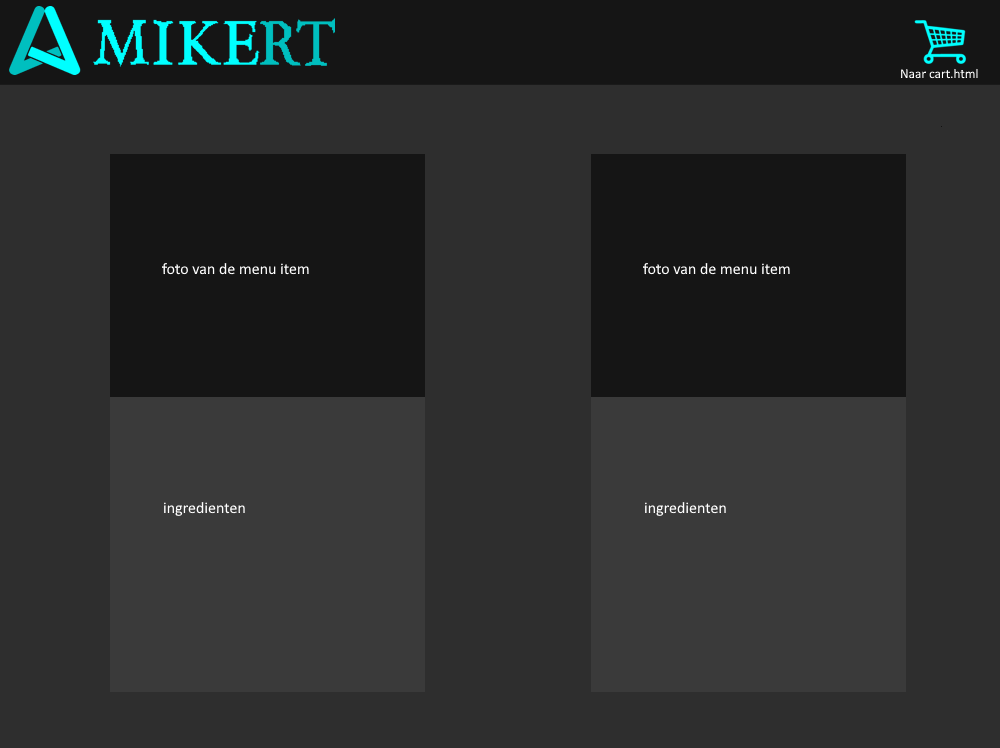 MIKERT
Naar cart.html
foto van de menu item
foto van de menu item
ingredienten
ingredienten